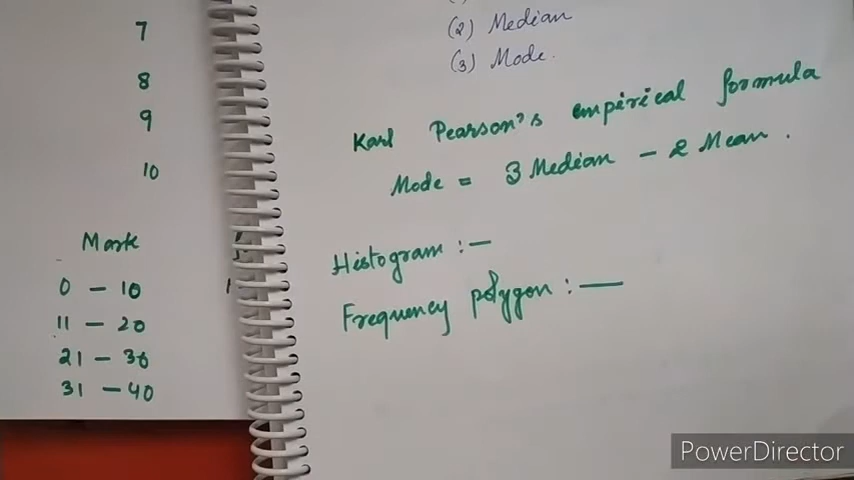 7
8
9
10
Mark
0 - 10
11 - 20
21 - 30
31 - 40
(2) Median
(3) Mode.
Karl Pearson's empirical formula
Mode = 3 Median - 2 Mean .
Histogram :-
Frequency polygon :-
PowerDirector